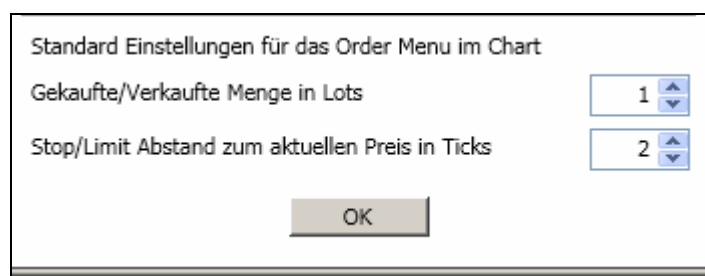 Standard Einstellungen für das Order Menu im Chart
Gekaufte/Verkaufte Menge in Lots 1
Stop/Limit Abstand zum aktuellen Preis in Ticks 2
OK